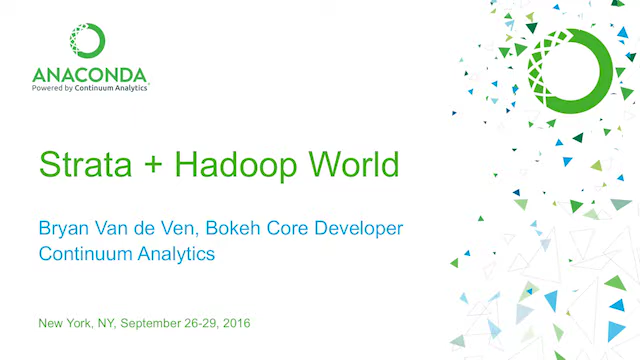 ANACONDA
Powered by Continuum Analytics
Strata + Hadoop World
Bryan Van de Ven, Bokeh Core Developer
Continuum Analytics
New York, NY, September 26-29, 2016